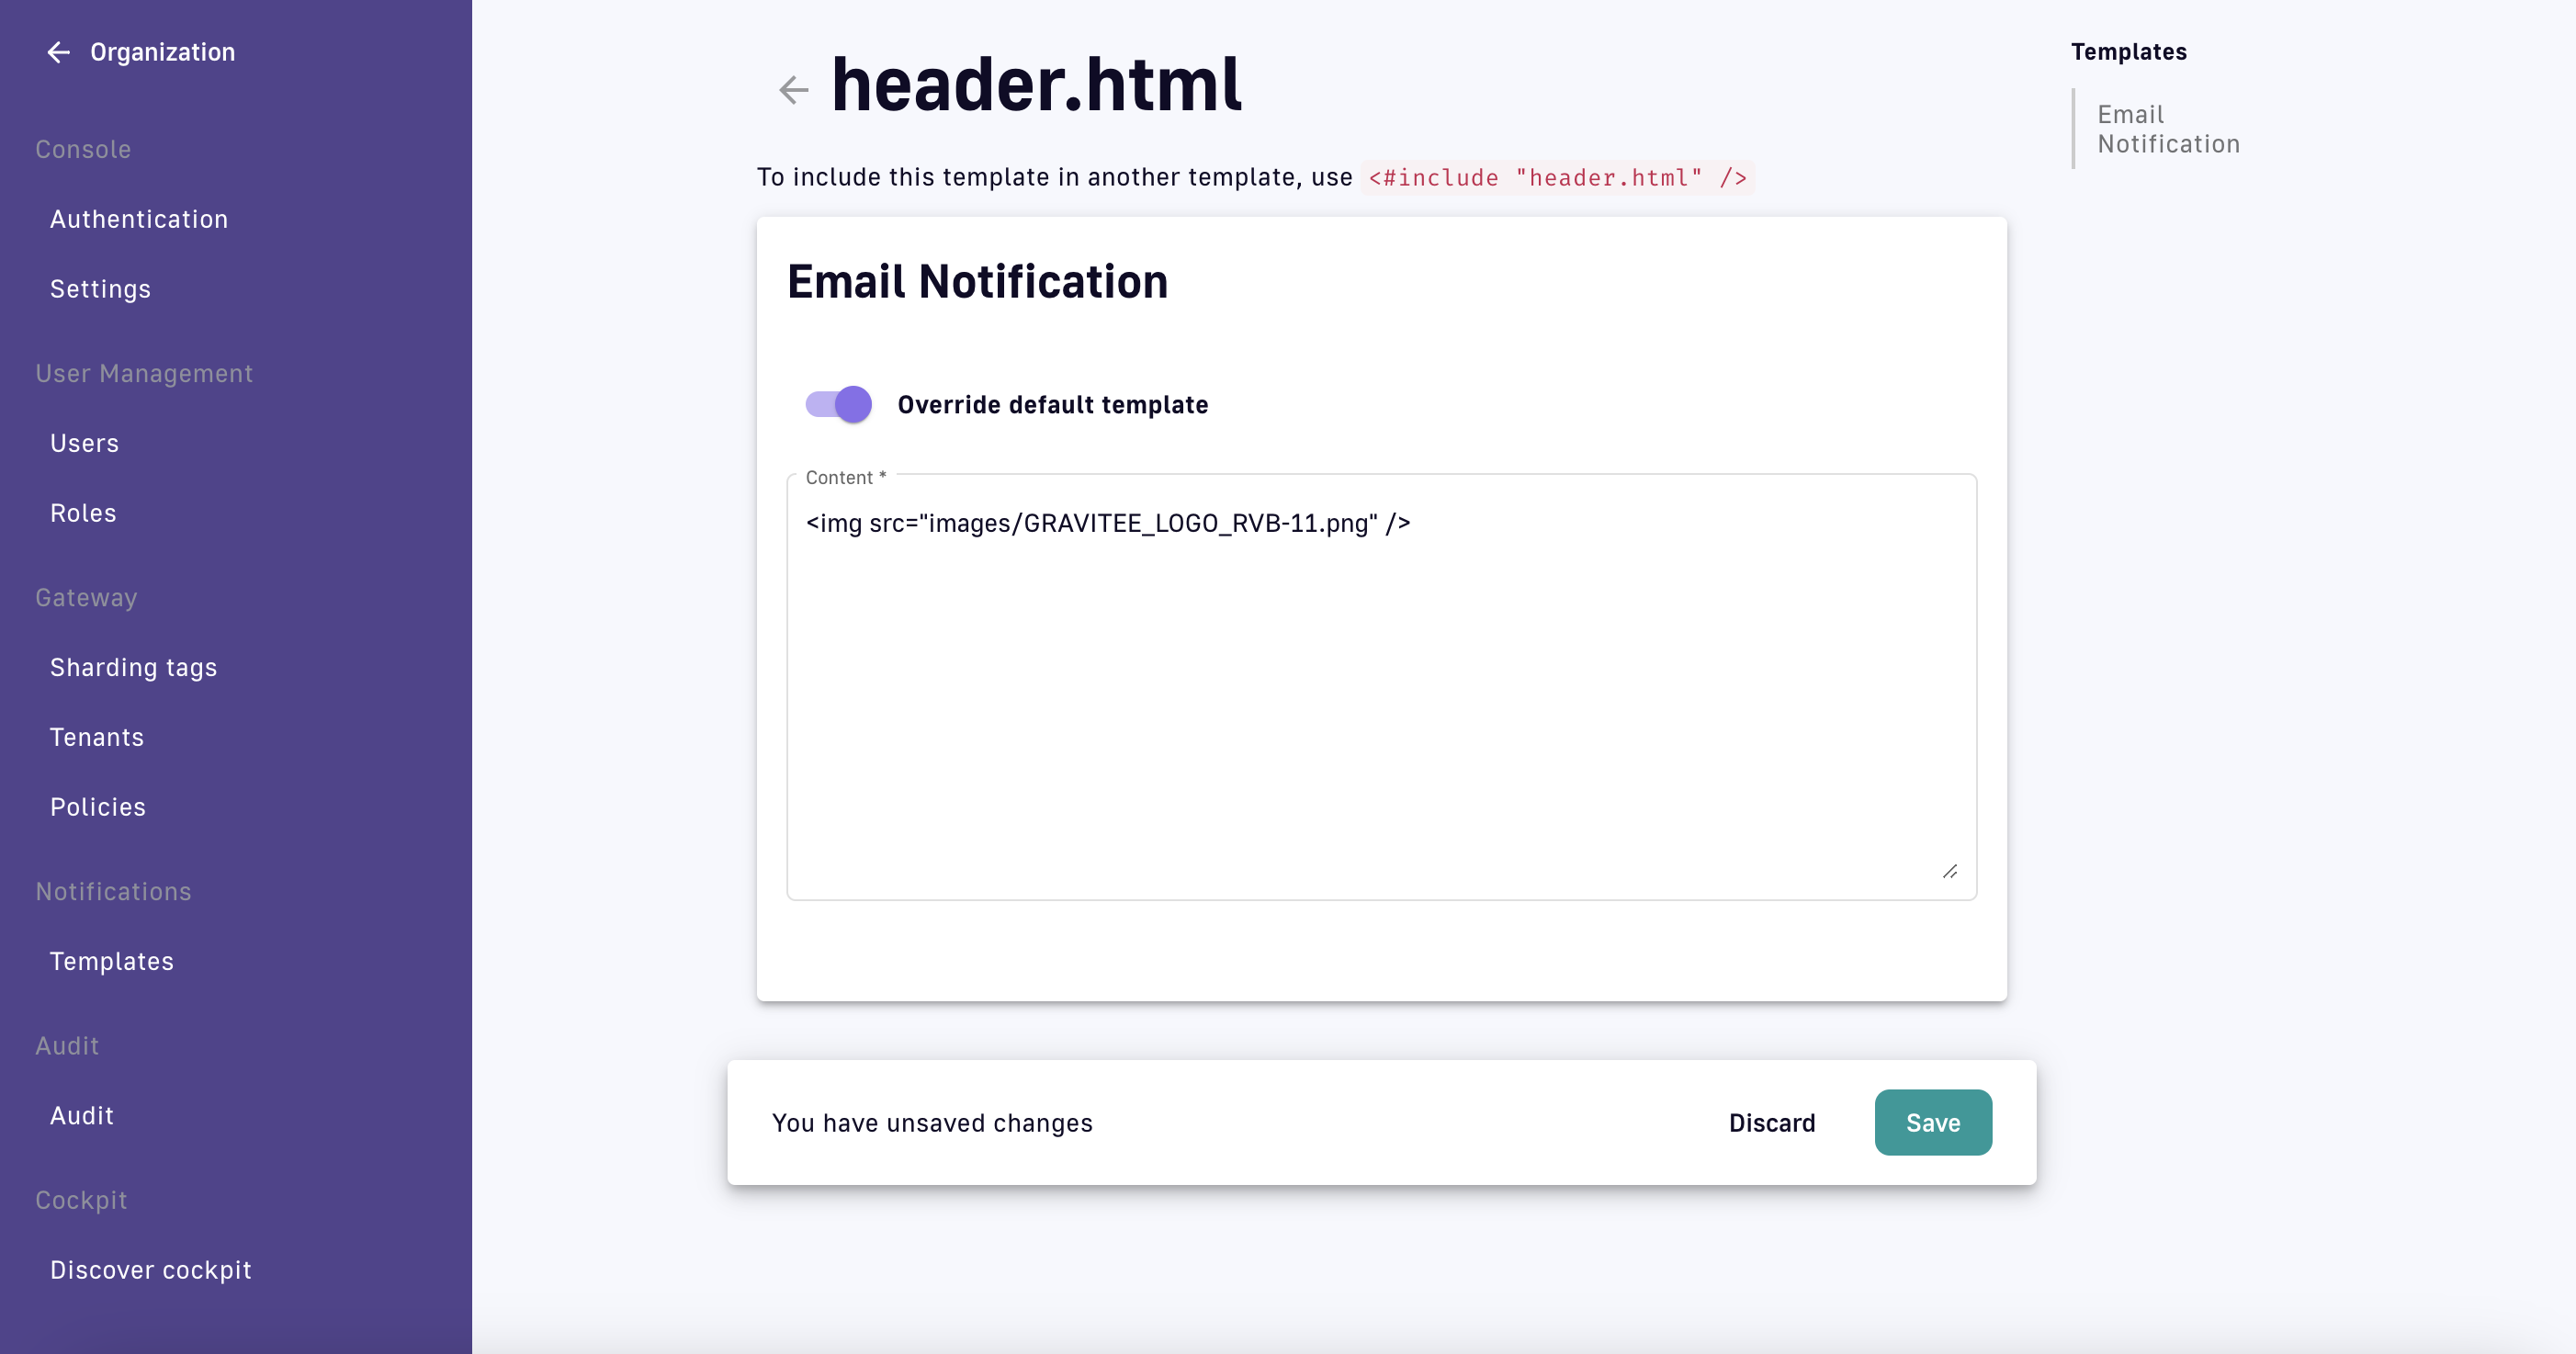 Organization
Console
Authentication
Settings
User Management
Users
Roles
Gateway
Sharding tags
Tenants
Policies
Notifications
Templates
Audit
Audit
Cockpit
Discover cockpit
header.html
To include this template in another template, use <#include "header.html" />
Email Notification
Override default template
Content *
<img src="images/GRAVITEE_LOGO_RVB-11.png" />
You have unsaved changes
Discard
Save
Templates
Email
Notification